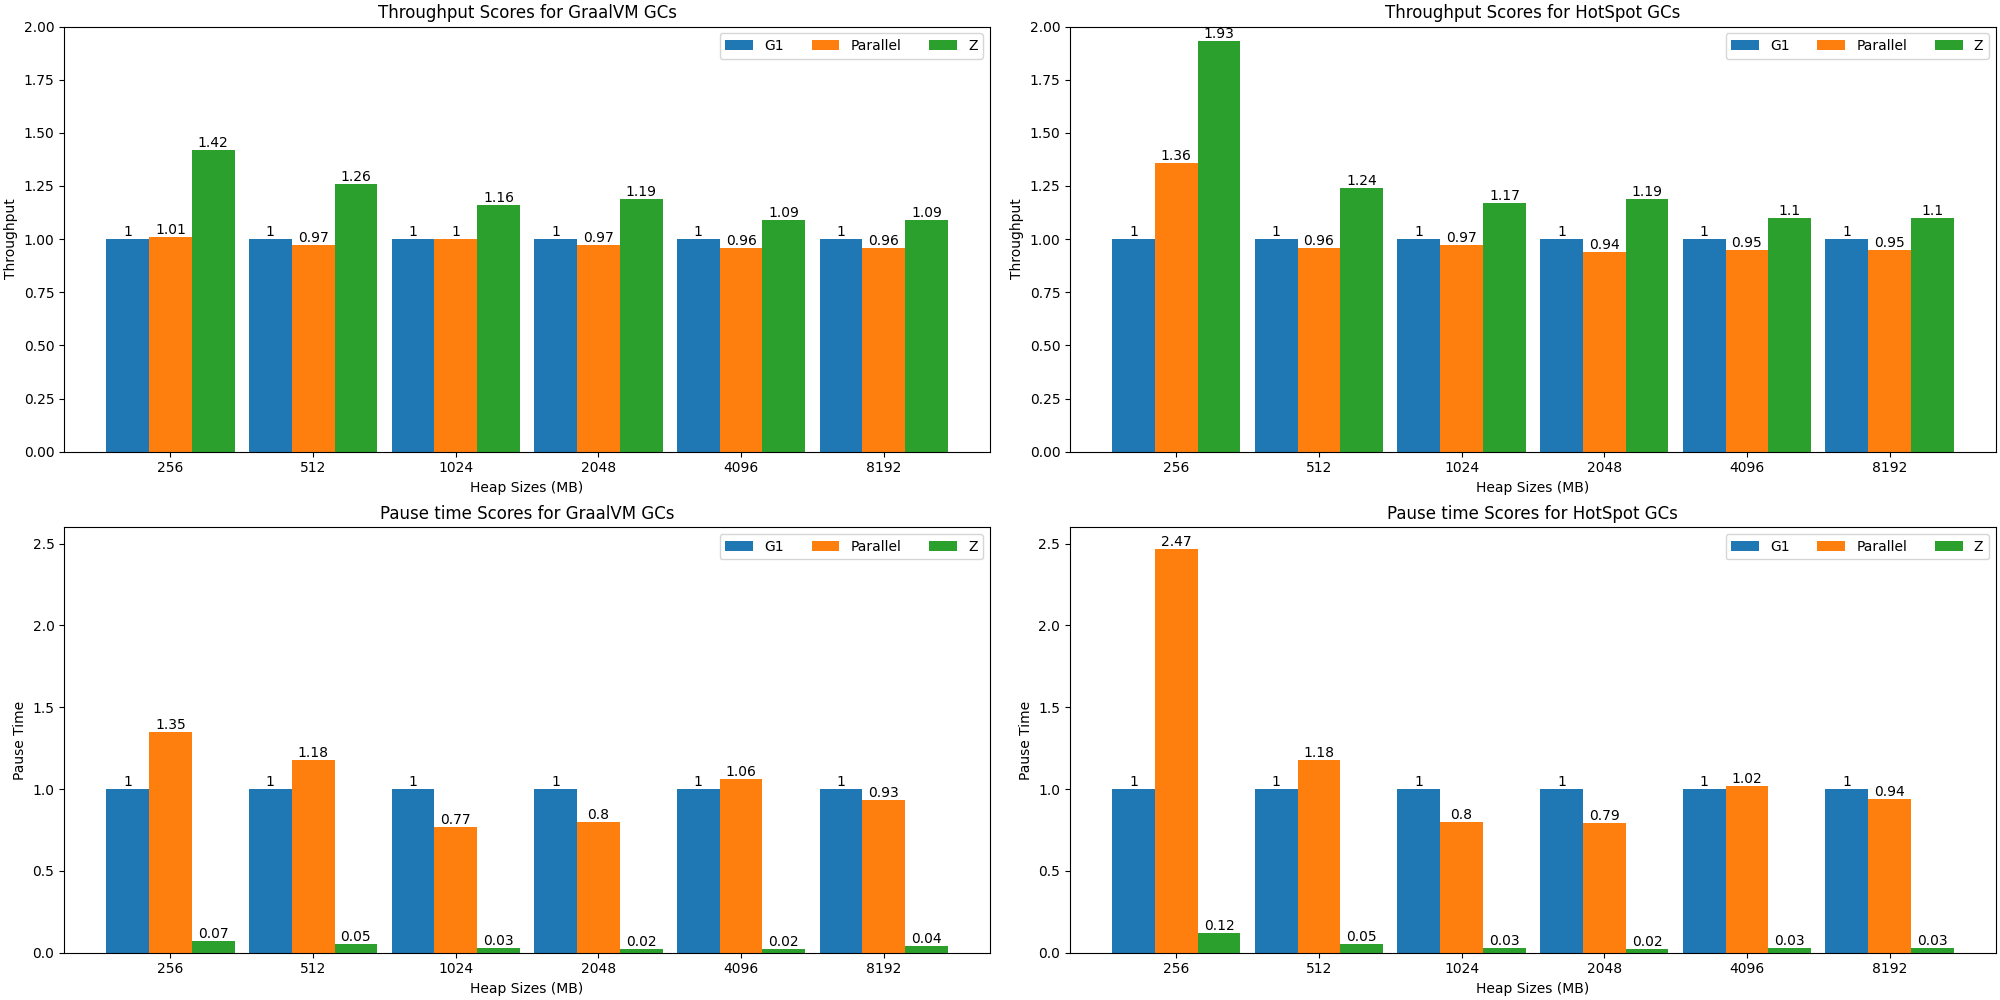 Throughput Scores for GraalVM GCs
G1 Parallel Z
2.00
1.75
1.50
1.25
1.00
0.75
0.50
0.25
0.00
Throughput
1 1.01 1.42
1 0.97 1.26
1 1 1.16
1 0.97 1.19
1 0.96 1.09
1 0.96 1.09
256 512 1024 2048 4096 8192
Heap Sizes (MB)
Throughput Scores for HotSpot GCs
G1 Parallel Z
2.00
1.75
1.50
1.25
1.00
0.75
0.50
0.25
0.00
Throughput
1 1.36 1.93
1 0.96 1.24
1 0.97 1.17
1 0.94 1.19
1 0.95 1.1
1 0.95 1.1
256 512 1024 2048 4096 8192
Heap Sizes (MB)
Pause time Scores for GraalVM GCs
G1 Parallel Z
2.5
2.0
1.5
1.0
0.5
0.0
Pause Time
1 1.35 0.07
1 1.18 0.05
1 0.77 0.03
1 0.8 0.02
1 1.06 0.02
1 0.93 0.04
256 512 1024 2048 4096 8192
Heap Sizes (MB)
Pause time Scores for HotSpot GCs
G1 Parallel Z
2.5
2.0
1.5
1.0
0.5
0.0
Pause Time
1 2.47 0.12
1 1.18 0.05
1 0.8 0.03
1 0.79 0.02
1 1.02 0.03
1 0.94 0.03
256 512 1024 2048 4096 8192
Heap Sizes (MB)